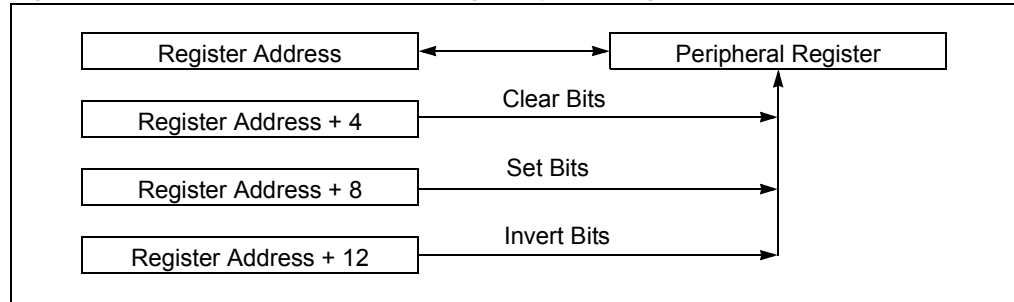 Register Address
Peripheral Register
Clear Bits
Register Address + 4
Set Bits
Register Address + 8
Invert Bits
Register Address + 12